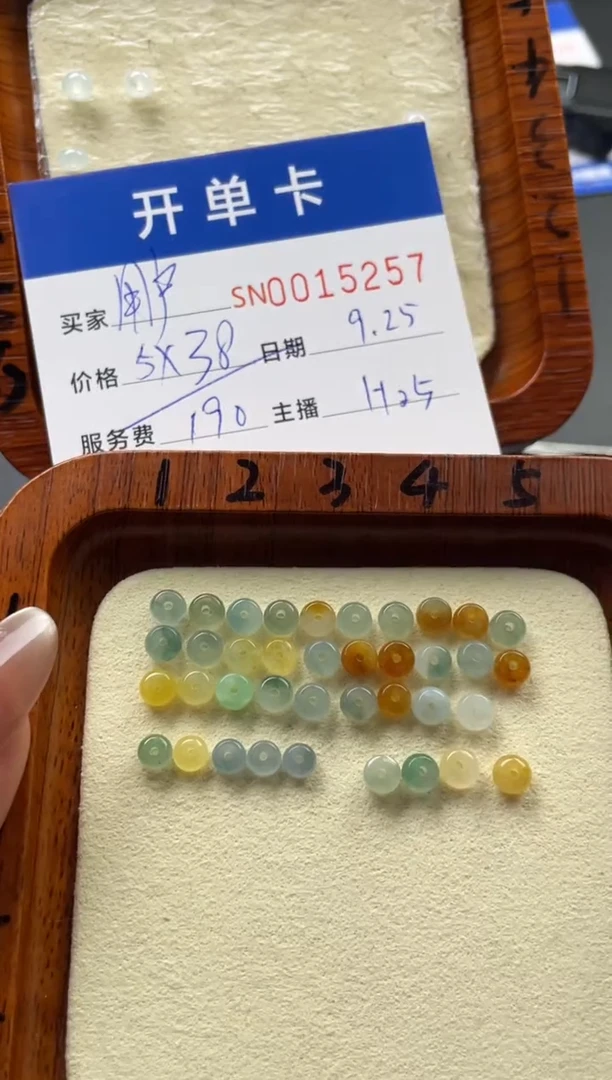 开单卡
买家 SN0015257
价格 5X38 日期 9.25
服务费 190 主播
1 2 3 4 5